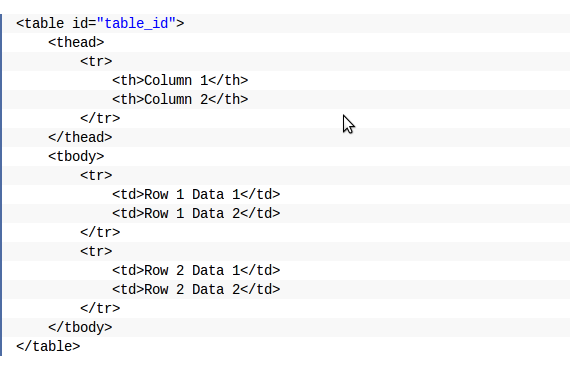 <table id="table_id">
    <thead>
        <tr>
            <th>Column 1</th>
            <th>Column 2</th>
        </tr>
    </thead>
    <tbody>
        <tr>
            <td>Row 1 Data 1</td>
            <td>Row 1 Data 2</td>
        </tr>
        <tr>
            <td>Row 2 Data 1</td>
            <td>Row 2 Data 2</td>
        </tr>
    </tbody>
</table>